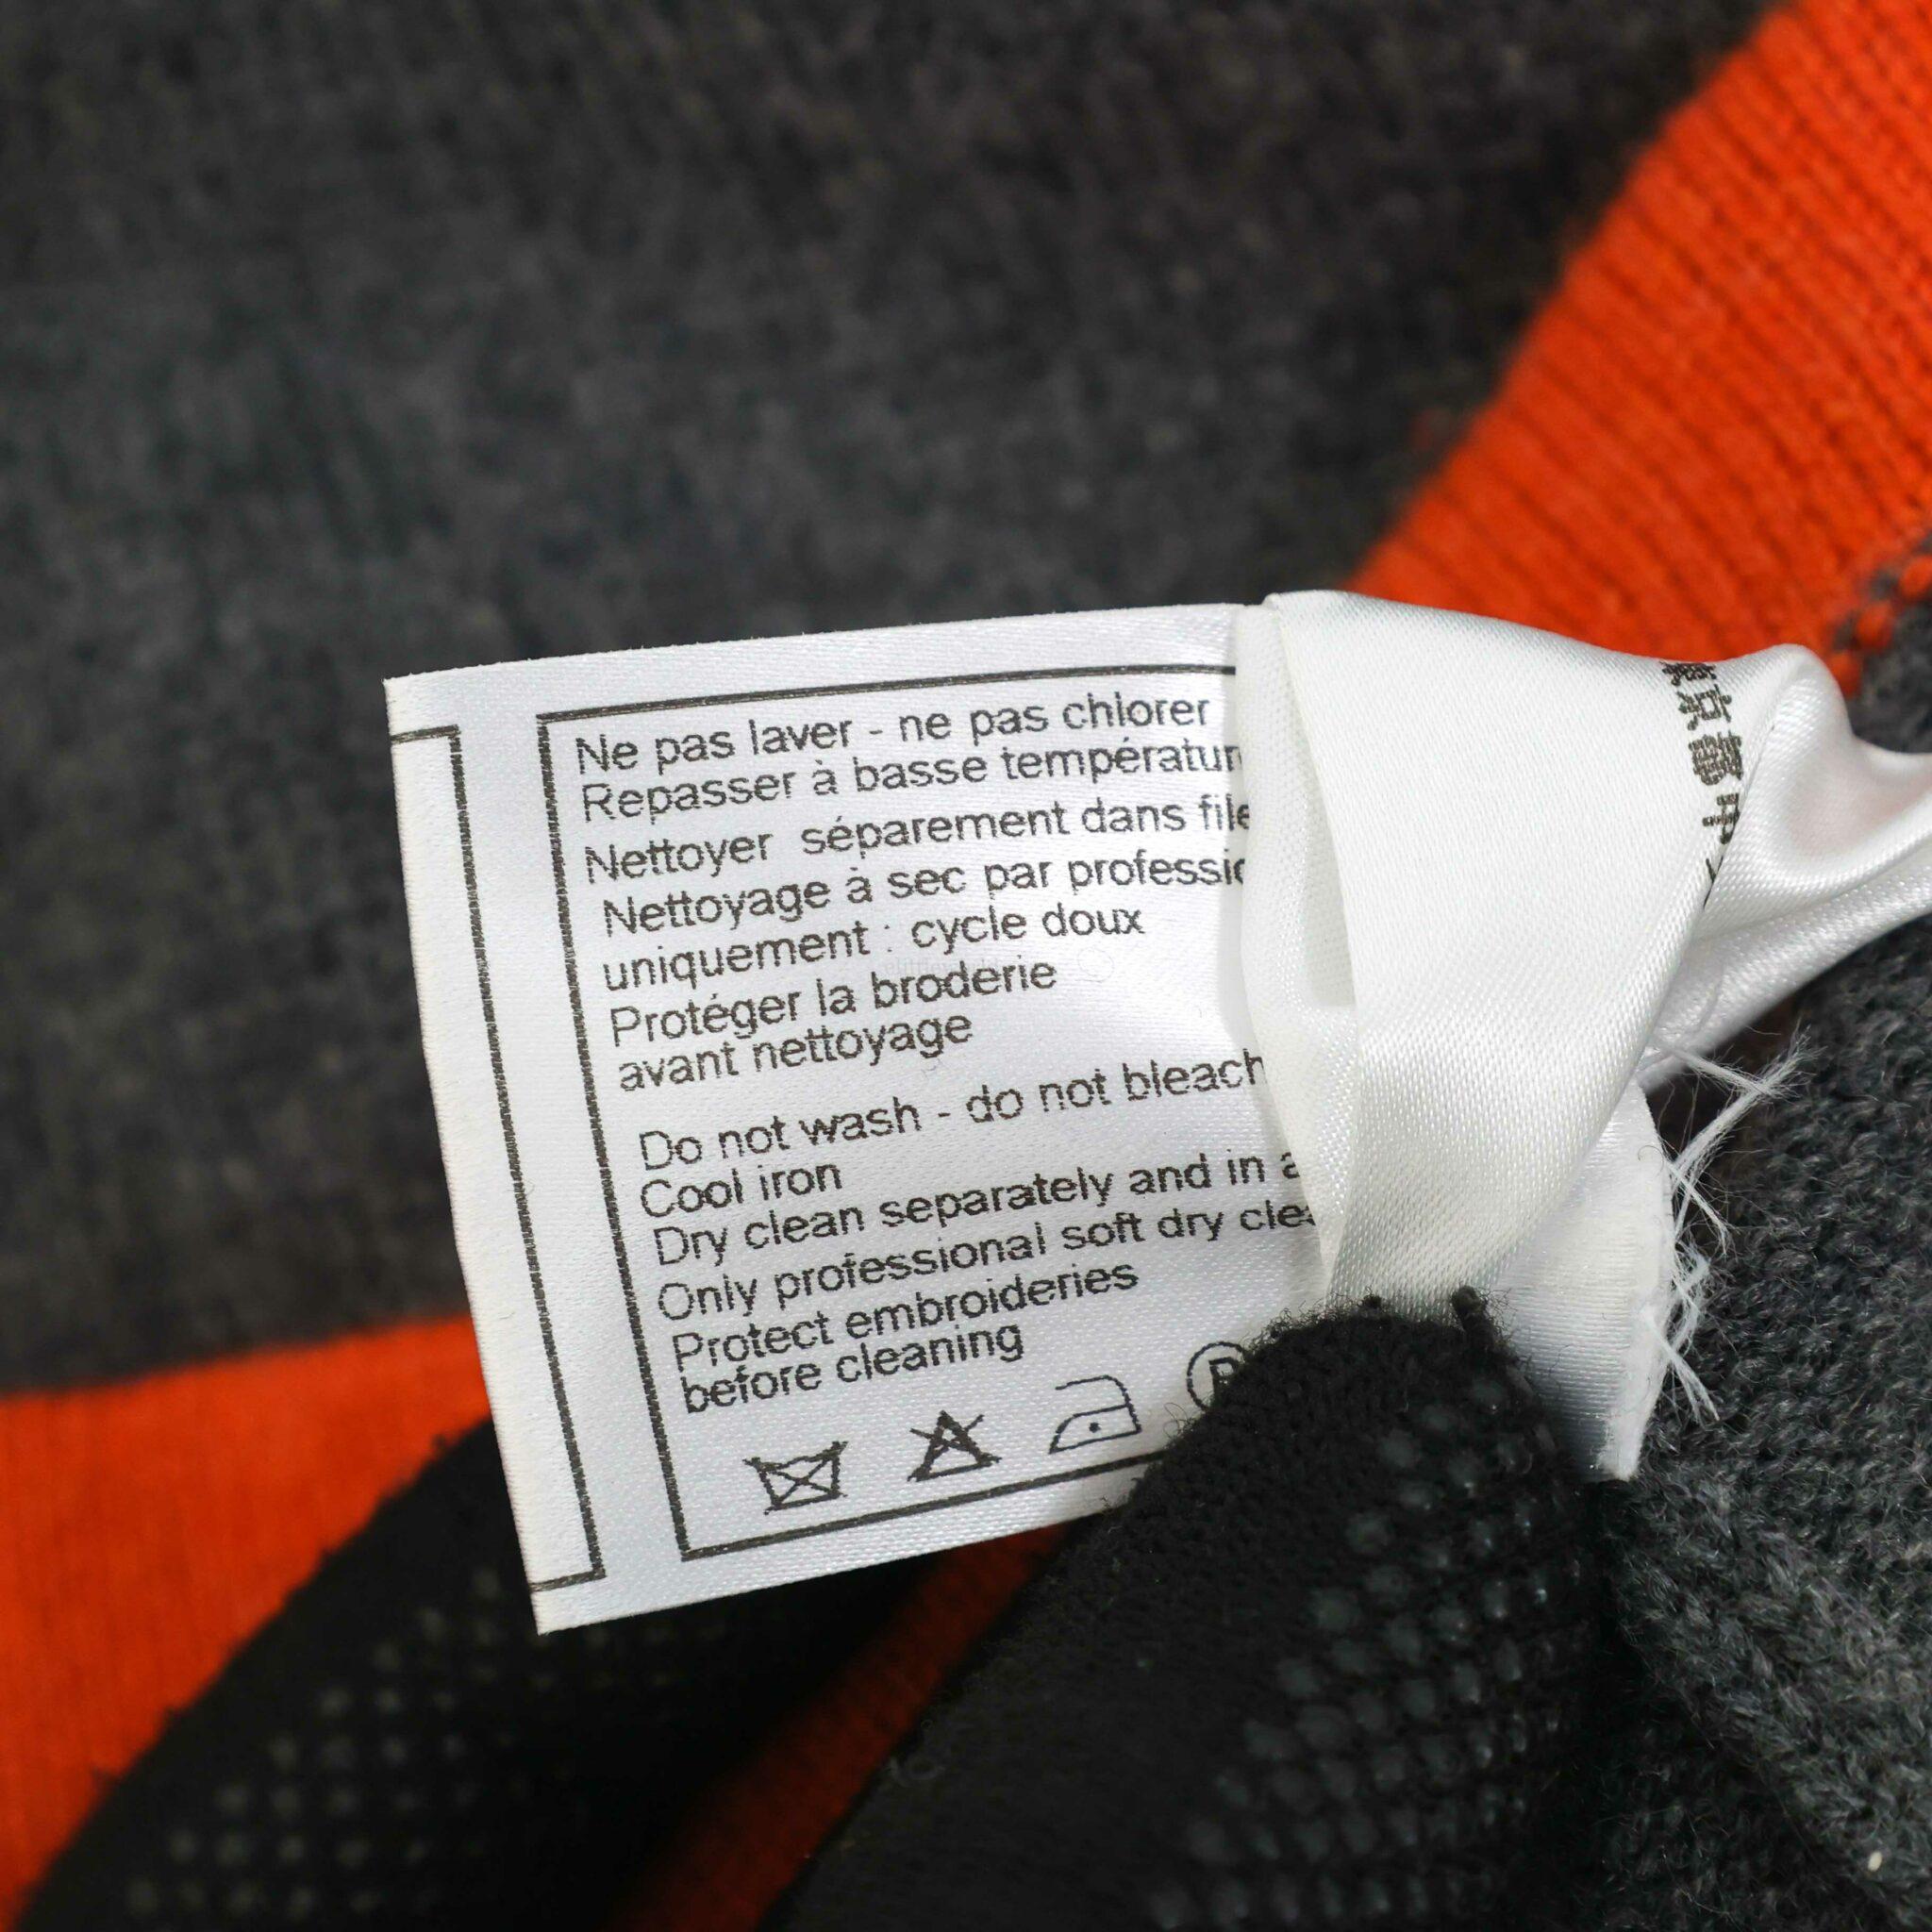 Ne pas laver - ne pas chlorer
Repasser à basse températur
Nettoyer séparement dans file
Nettoyage à sec par professio
uniquement : cycle doux
Protéger la broderie
avant nettoyage
Do not wash - do not bleach
Cool iron
Dry clean separately and in a
Only professional soft dry clea
Protect embroideries
before cleaning
P